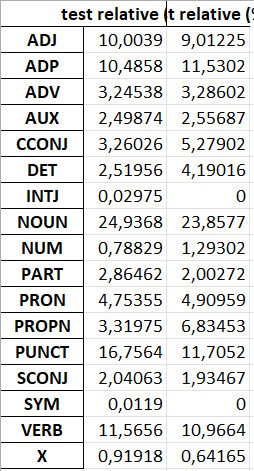 test relative (t relative (%
ADJ 10,0039 9,01225
ADP 10,4858 11,5302
ADV 3,24538 3,28602
AUX 2,49874 2,55687
CCONJ 3,26026 5,27902
DET 2,51956 4,19016
INTJ 0,02975 0
NOUN 24,9368 23,8577
NUM 0,78829 1,29302
PART 2,86462 2,00272
PRON 4,75355 4,90959
PROPN 3,31975 6,83453
PUNCT 16,7564 11,7052
SCONJ 2,04063 1,93467
SYM 0,0119 0
VERB 11,5656 10,9664
X 0,91918 0,64165